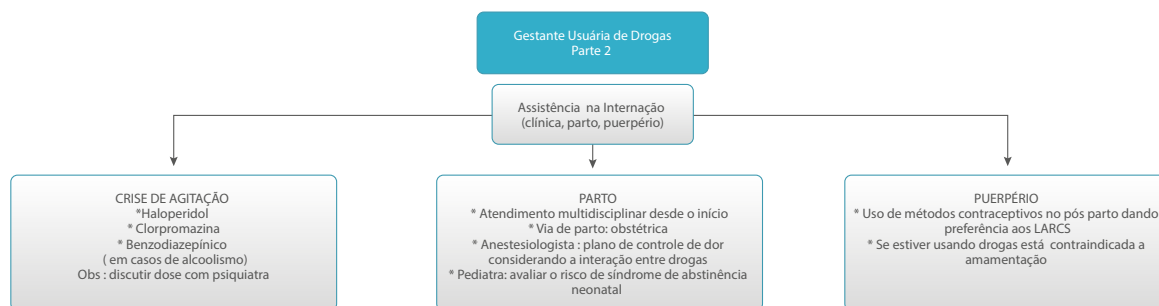 Gestante Usuária de Drogas
Parte 2
Assistência na Internação
(clínica, parto, puerpério)
CRISE DE AGITAÇÃO
*Haloperidol
* Clorpromazina
* Benzodiazepínico
( em casos de alcoolismo)
Obs : discutir dose com psiquiatra
PARTO
* Atendimento multidisciplinar desde o início
* Via de parto: obstétrica
* Anestesiologista : plano de controle de dor
considerando a interação entre drogas
* Pediatra: avaliar o risco de síndrome de abstinência
neonatal
PUERPÉRIO
* Uso de métodos contraceptivos no pós parto dando
preferência aos LARCS
* Se estiver usando drogas está contraindicada a
amamentação